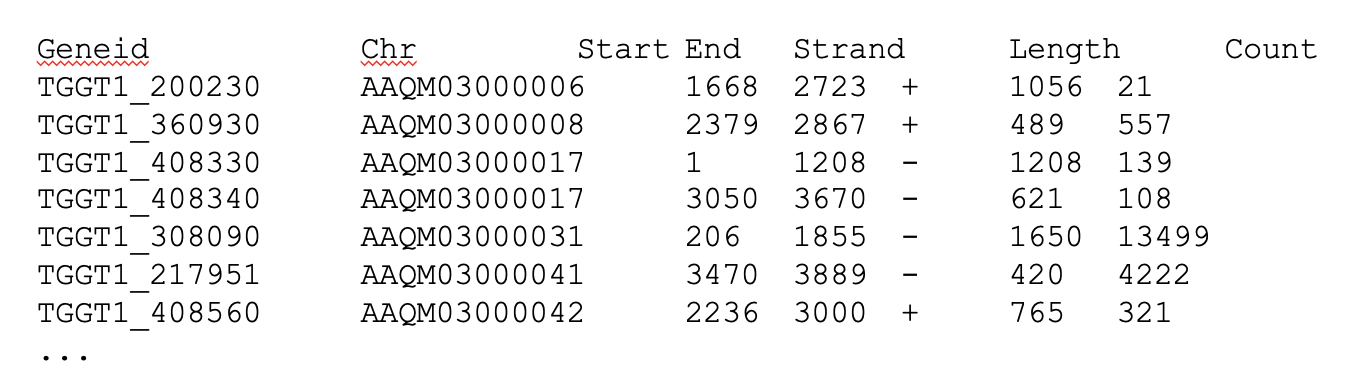 Geneid Chr Start End Strand Length Count
TGGT1_200230 AAQM03000006 1668 2723 + 1056 21
TGGT1_360930 AAQM03000008 2379 2867 + 489 557
TGGT1_408330 AAQM03000017 1 1208 - 1208 139
TGGT1_408340 AAQM03000017 3050 3670 - 621 108
TGGT1_308090 AAQM03000031 206 1855 - 1650 13499
TGGT1_217951 AAQM03000041 3470 3889 - 420 4222
TGGT1_408560 AAQM03000042 2236 3000 + 765 321
...